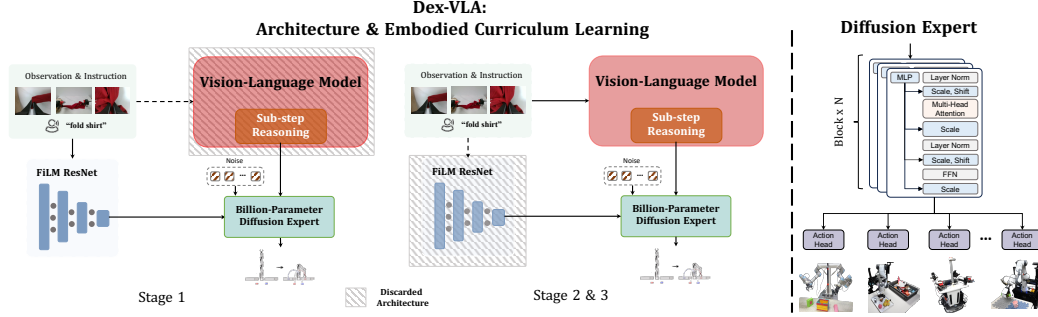 Dex-VLA:
Architecture & Embodied Curriculum Learning
Observation & Instruction
"fold shirt"
FiLM ResNet
Vision-Language Model
Sub-step
Reasoning
Noise
...
Billion-Parameter
Diffusion Expert
Stage 1
Discarded
Architecture
Observation & Instruction
"fold shirt"
FiLM ResNet
Vision-Language Model
Sub-step
Reasoning
Noise
...
Billion-Parameter
Diffusion Expert
Stage 2 & 3
Diffusion Expert
Block x N
MLP
Layer Norm
Scale, Shift
Multi-Head
Attention
Scale
Layer Norm
Scale, Shift
FFN
Scale
Action
Head
Action
Head
Action
Head
...
Action
Head